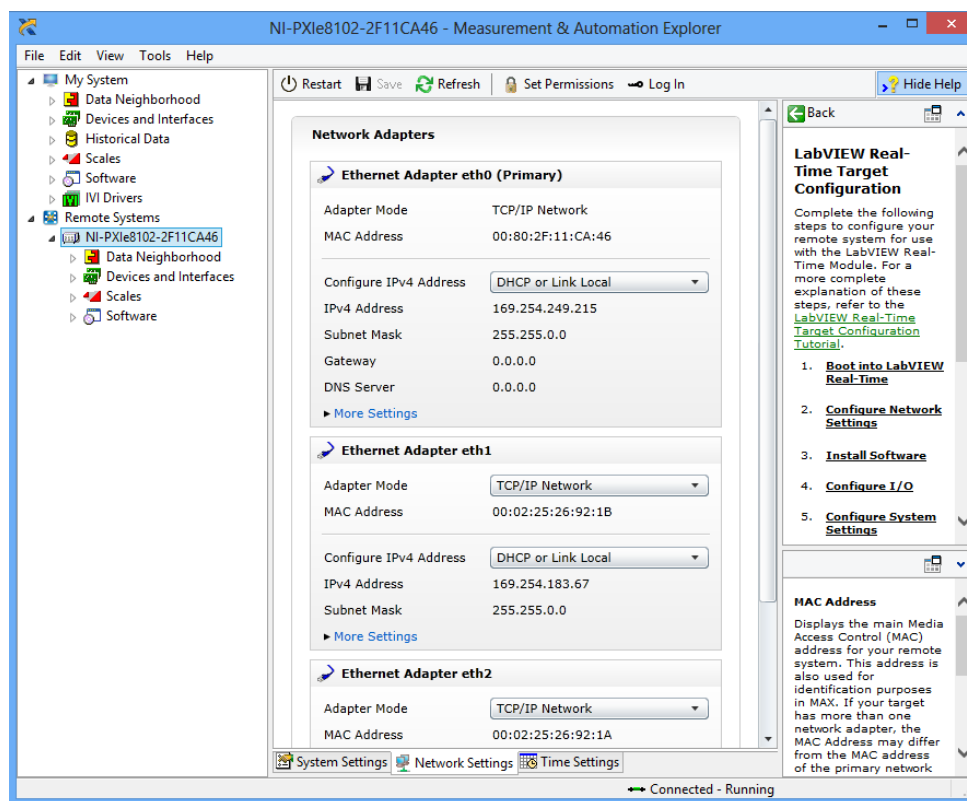 NI-PXIe8102-2F11CA46 - Measurement & Automation Explorer
File Edit View Tools Help
My System
Data Neighborhood
Devices and Interfaces
Historical Data
Scales
Software
IVI Drivers
Remote Systems
NI-PXIe8102-2F11CA46
Data Neighborhood
Devices and Interfaces
Scales
Software
Restart Save Refresh Set Permissions Log In Hide Help
Network Adapters
Ethernet Adapter eth0 (Primary)
Adapter Mode TCP/IP Network
MAC Address 00:80:2F:11:CA:46
Configure IPv4 Address DHCP or Link Local
IPv4 Address 169.254.249.215
Subnet Mask 255.255.0.0
Gateway 0.0.0.0
DNS Server 0.0.0.0
More Settings
Ethernet Adapter eth1
Adapter Mode TCP/IP Network
MAC Address 00:02:25:26:92:1B
Configure IPv4 Address DHCP or Link Local
IPv4 Address 169.254.183.67
Subnet Mask 255.255.0.0
More Settings
Ethernet Adapter eth2
Adapter Mode TCP/IP Network
MAC Address 00:02:25:26:92:1A
System Settings Network Settings Time Settings
Back
LabVIEW Real-
Time Target
Configuration
Complete the following
steps to configure your
remote system for use
with the LabVIEW Real-
Time Module. For a
more complete
explanation of these
steps, refer to the
LabVIEW Real-Time
Target Configuration
Tutorial.
1. Boot into LabVIEW
Real-Time
2. Configure Network
Settings
3. Install Software
4. Configure I/O
5. Configure System
Settings
MAC Address
Displays the main Media
Access Control (MAC)
address for your remote
system. This address is
also used for
identification purposes
in MAX. If your target
has more than one
network adapter, the
MAC Address may differ
from the MAC address
of the primary network
Connected - Running